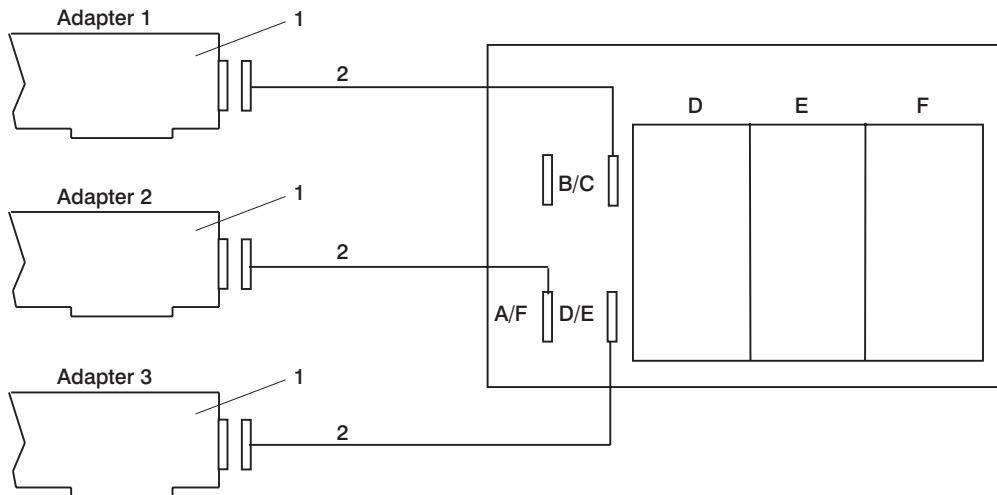 Adapter 1
1
2
D E F
B/C
Adapter 2
1
2
A/F D/E
Adapter 3
1
2